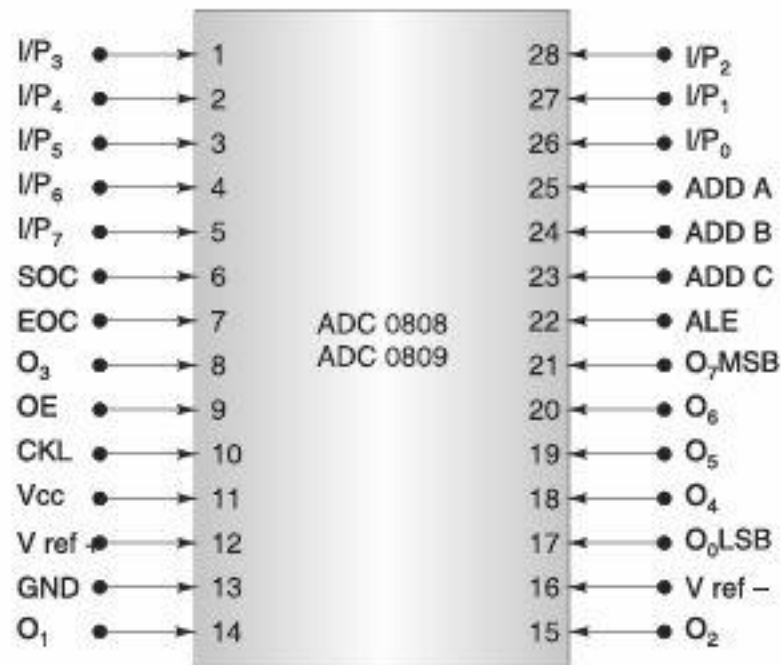 I/P₃ 1 28 I/P₂
I/P₄ 2 27 I/P₁
I/P₅ 3 26 I/P₀
I/P₆ 4 25 ADD A
I/P₇ 5 24 ADD B
SOC 6 23 ADD C
EOC 7 22 ALE
ADC 0808
O₃ 8 21 O₇MSB
ADC 0809
OE 9 20 O₆
CKL 10 19 O₅
Vcc 11 18 O₄
V ref + 12 17 O₀LSB
GND 13 16 V ref –
O₁ 14 15 O₂